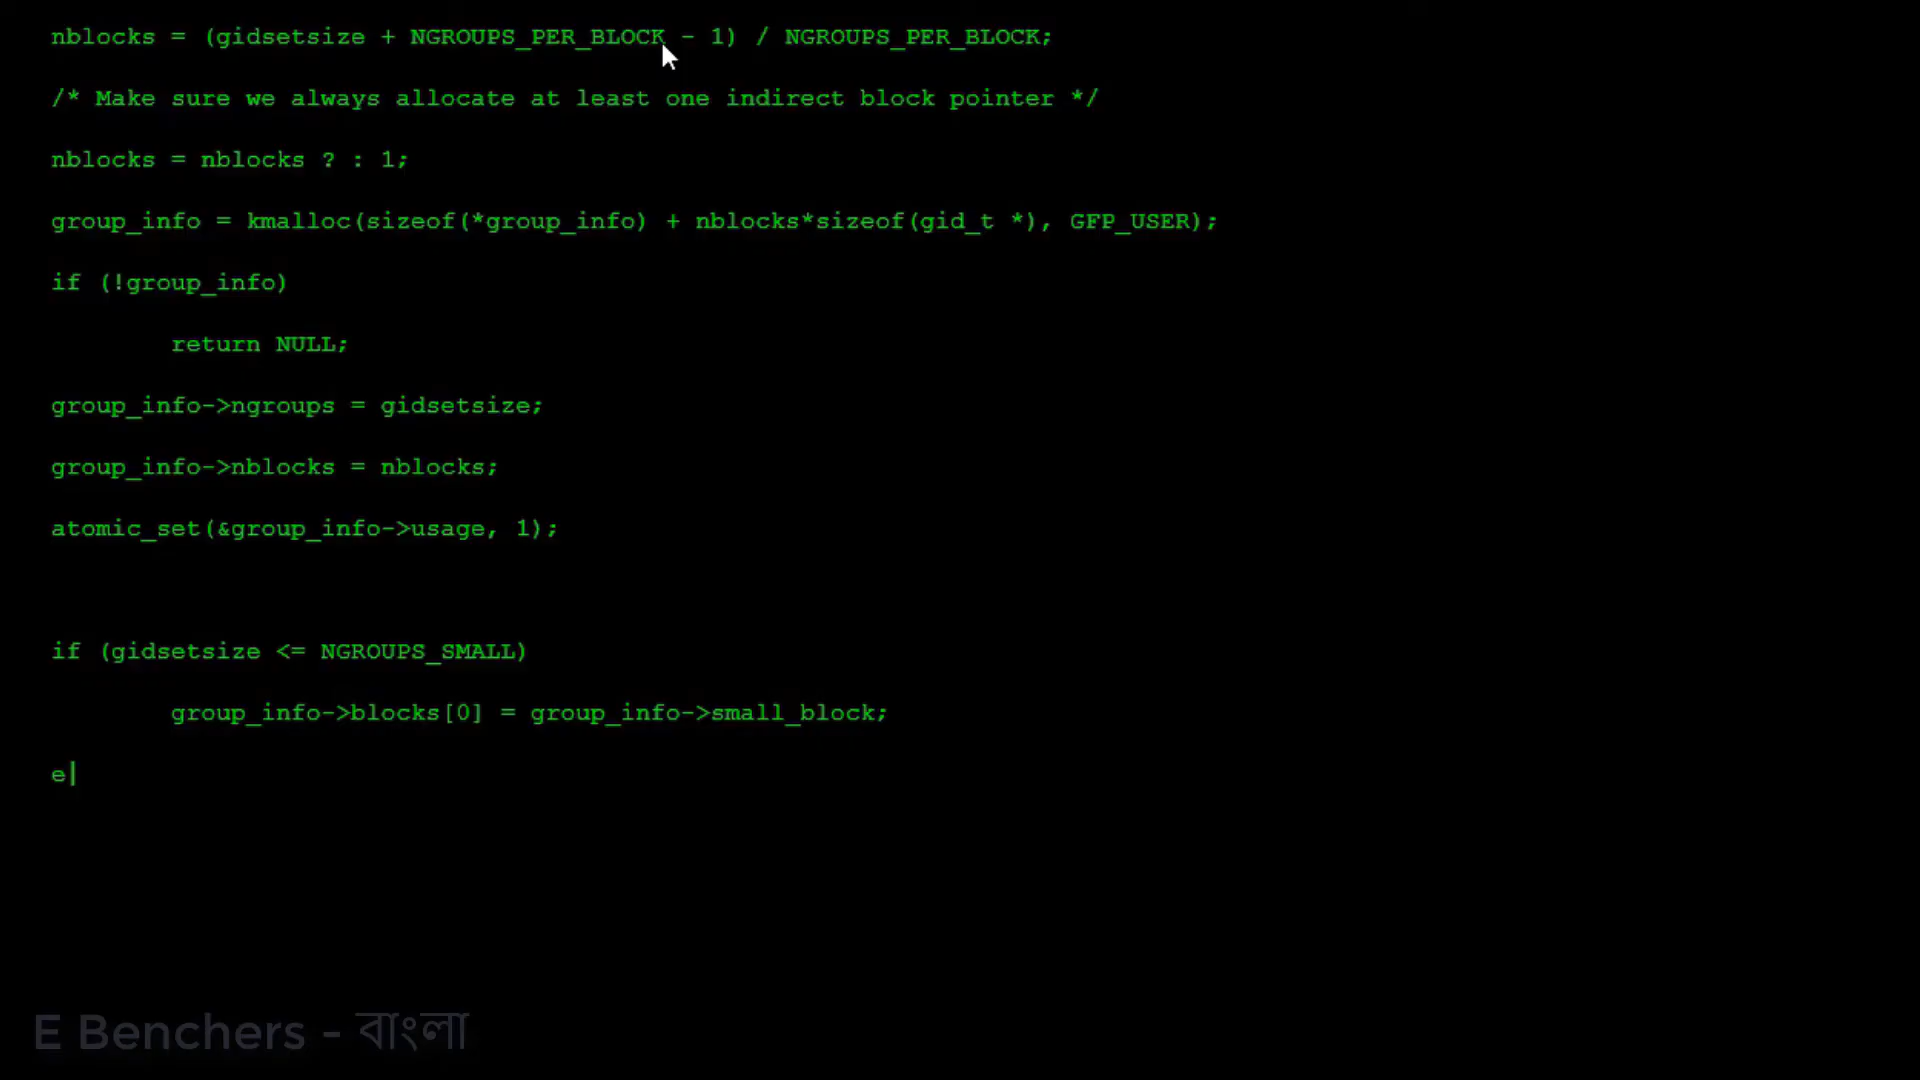 nblocks = (gidsetsize + NGROUPS_PER_BLOCK - 1) / NGROUPS_PER_BLOCK;
/* Make sure we always allocate at least one indirect block pointer */
nblocks = nblocks ? : 1;
group_info = kmalloc(sizeof(*group_info) + nblocks*sizeof(gid_t *), GFP_USER);
if (!group_info)
        return NULL;
group_info->ngroups = gidsetsize;
group_info->nblocks = nblocks;
atomic_set(&group_info->usage, 1);
if (gidsetsize <= NGROUPS_SMALL)
        group_info->blocks[0] = group_info->small_block;
e|
E Benchers - বাংলা